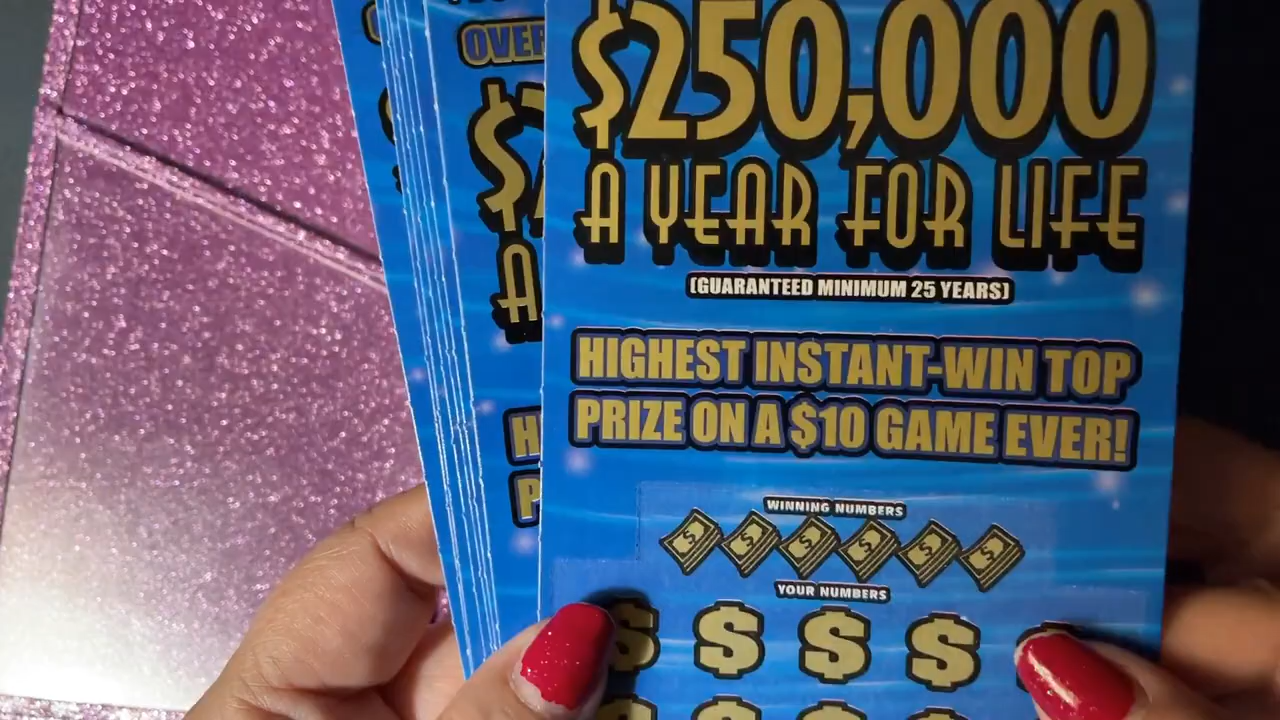 OVER
$250,000
A YEAR FOR LIFE
(GUARANTEED MINIMUM 25 YEARS)
HIGHEST INSTANT-WIN TOP
PRIZE ON A $10 GAME EVER!
WINNING NUMBERS
$ $ $ $ $ $
YOUR NUMBERS
$ $ $ $